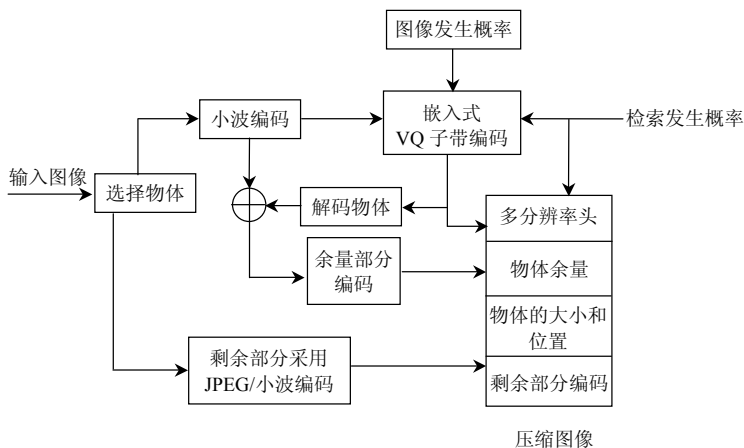 图像发生概率
小波编码
嵌入式
VQ 子带编码
检索发生概率
输入图像
选择物体
解码物体
多分辨率头
余量部分
编码
物体余量
物体的大小和
位置
剩余部分采用
JPEG/小波编码
剩余部分编码
压缩图像